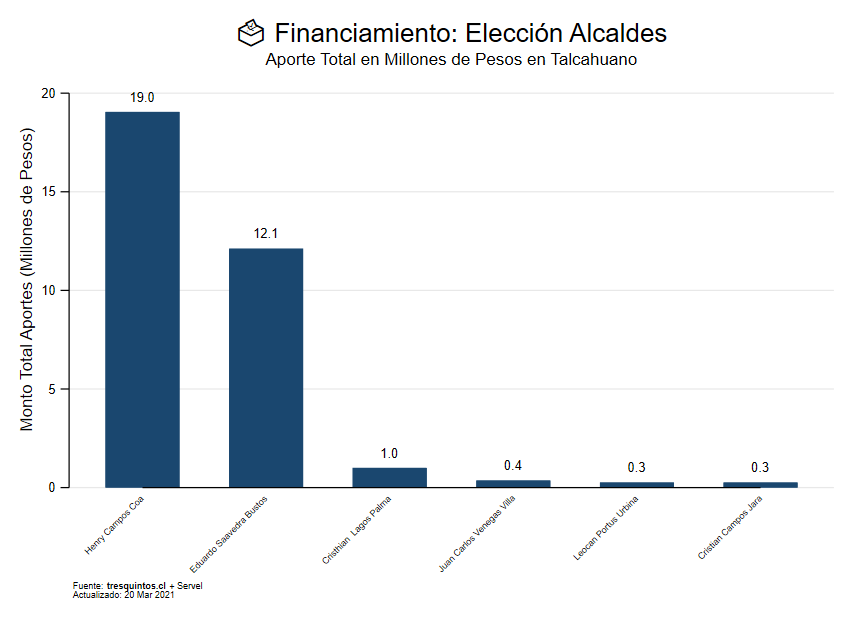 Financiamiento: Elección Alcaldes
Aporte Total en Millones de Pesos en Talcahuano
Monto Total Aportes (Millones de Pesos)
20
15
10
5
0
19.0
12.1
1.0
0.4
0.3
0.3
Henry Campos Coa
Eduardo Saavedra Bustos
Cristhian  Lagos Palma
Juan Carlos Venegas Villa
Leocan Portus Urbina
Cristian Campos Jara
Fuente: tresquintos.cl + Servel
Actualizado: 20 Mar 2021